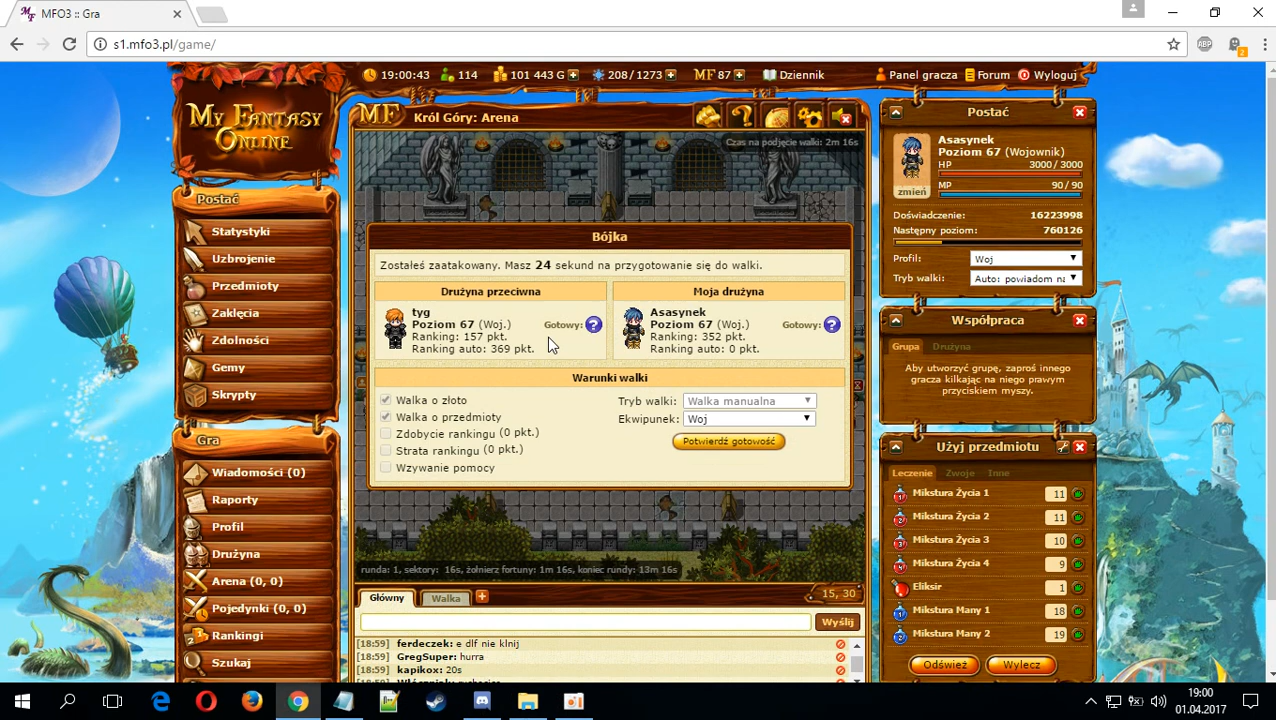 MFO3 :: Gra
s1.mfo3.pl/game/
ABP
2
My Fantasy
Online
19:00:43 114 101 443 G 208 / 1273 MF 87 Dziennik Panel gracza Forum Wyloguj
MF Król Góry: Arena
Czas na podjęcie walki: 2m 16s
Postać
Statystyki
Uzbrojenie
Przedmioty
Zaklęcia
Zdolności
Gemy
Skrypty
Gra
Wiadomości (0)
Raporty
Profil
Drużyna
Arena (0, 0)
Pojedynki (0, 0)
Rankingi
Szukaj
Bójka
Zostałeś zaatakowany. Masz 24 sekund na przygotowanie się do walki.
Drużyna przeciwna
tyg
Poziom 67 (Woj.)
Ranking: 157 pkt.
Ranking auto: 369 pkt.
Gotowy: ?
Moja drużyna
Asasynek
Poziom 67 (Woj.)
Ranking: 352 pkt.
Ranking auto: 0 pkt.
Gotowy: ?
Warunki walki
Walka o złoto
Walka o przedmioty
Zdobycie rankingu (0 pkt.)
Strata rankingu (0 pkt.)
Wzywanie pomocy
Tryb walki: Walka manualna
Ekwipunek: Woj
Potwierdź gotowość
runda: 1, sektory: 16s, żołnierz fortuny: 1m 16s, koniec rundy: 13m 16s
Główny Walka 15, 30
Wyślij
[18:59] ferdeczek: e dlf nie klnij
[18:59] GregSuper: hurra
[18:59] kapikox: 20s
Postać
Asasynek
Poziom 67 (Wojownik)
HP 3000 / 3000
MP 90 / 90
zmień
Doświadczenie: 16223998
Następny poziom: 760126
Profil: Woj
Tryb walki: Auto: powiadom na
Współpraca
Grupa Drużyna
Aby utworzyć grupę, zaproś innego
gracza klikając na niego prawym
przyciskiem myszy.
Użyj przedmiotu
Leczenie Zwoje Inne
Mikstura Życia 1 11
Mikstura Życia 2 11
Mikstura Życia 3 10
Mikstura Życia 4 9
Eliksir 1
Mikstura Many 1 18
Mikstura Many 2 19
Odśwież Wylecz
19:00
01.04.2017